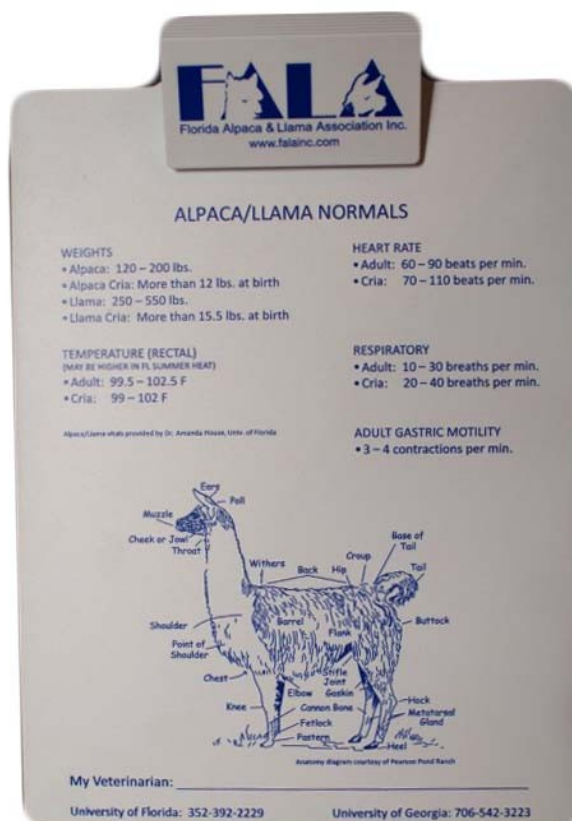 FALA
Florida Alpaca & Llama Association Inc.
www.falainc.com
ALPACA/LLAMA NORMALS
WEIGHTS
• Alpaca: 120 – 200 lbs.
• Alpaca Cria: More than 12 lbs. at birth
• Llama: 250 – 550 lbs.
• Llama Cria: More than 15.5 lbs. at birth
HEART RATE
• Adult: 60 – 90 beats per min.
• Cria: 70 – 110 beats per min.
TEMPERATURE (RECTAL)
(MAY BE HIGHER IN FL SUMMER HEAT)
• Adult: 99.5 – 102.5 F
• Cria: 99 – 102 F
RESPIRATORY
• Adult: 10 – 30 breaths per min.
• Cria: 20 – 40 breaths per min.
Alpaca/Llama vitals provided by Dr. Amanda House, Univ. of Florida
ADULT GASTRIC MOTILITY
• 3 – 4 contractions per min.
Ears
Poll
Muzzle
Cheek or Jowl
Throat
Withers
Back
Hip
Croup
Base of
Tail
Tail
Shoulder
Barrel
Flank
Buttock
Point of
Shoulder
Chest
Stifle
Joint
Elbow
Gaskin
Knee
Cannon Bone
Hock
Metatarsal
Gland
Fetlock
Pastern
Heel
Anatomy diagram courtesy of Pearson Pond Ranch
My Veterinarian:
University of Florida: 352-392-2229
University of Georgia: 706-542-3223